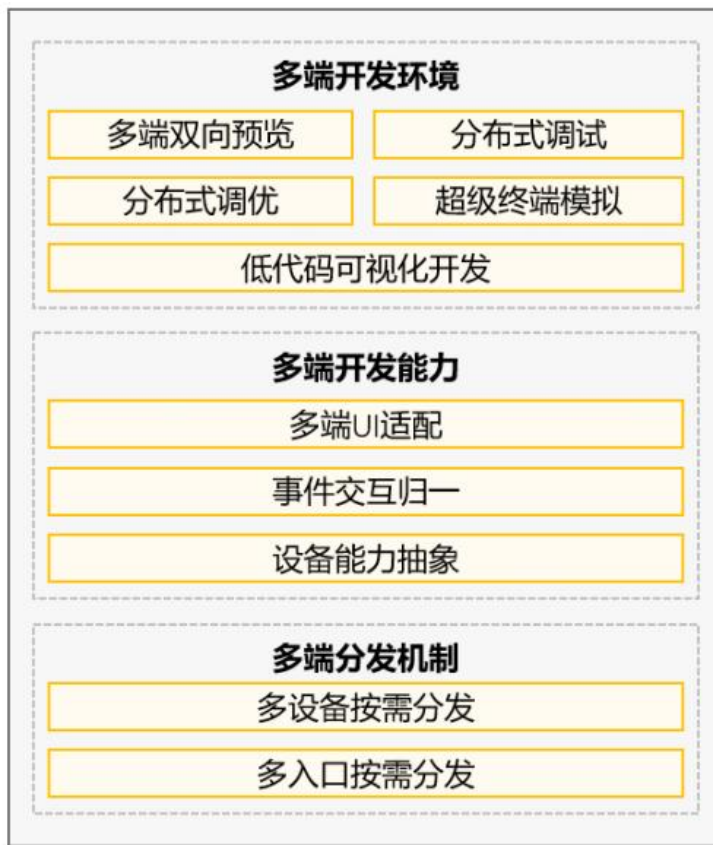 多端开发环境
多端双向预览
分布式调试
分布式调优
超级终端模拟
低代码可视化开发
多端开发能力
多端UI适配
事件交互归一
设备能力抽象
多端分发机制
多设备按需分发
多入口按需分发